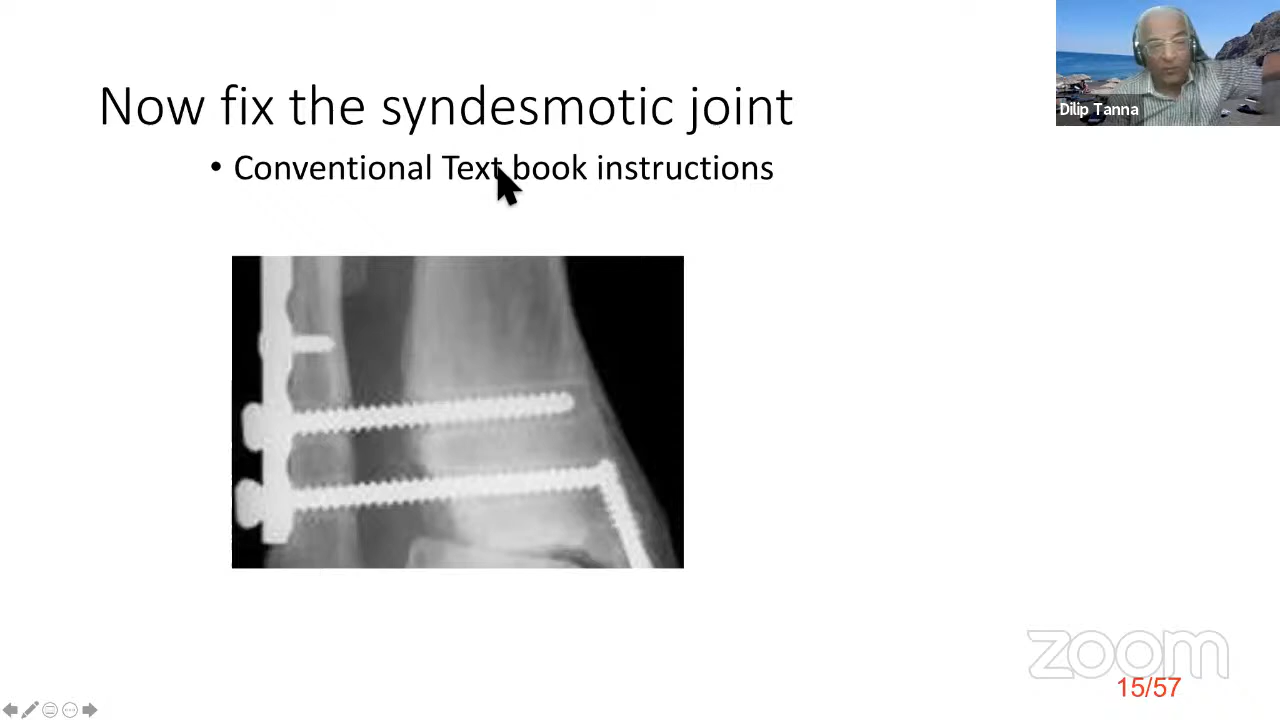 Now fix the syndesmotic joint
• Conventional Text book instructions
Dilip Tanna
zoom
15/57